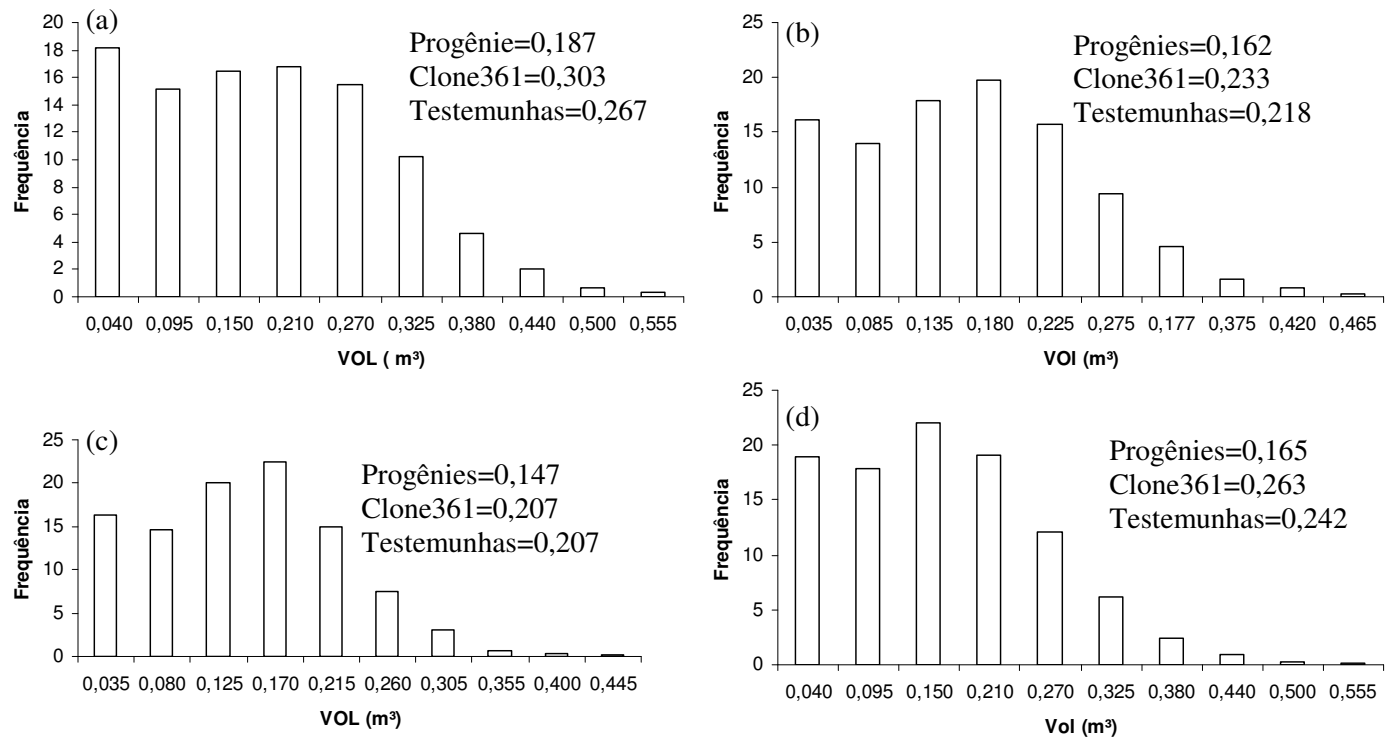 (a)
Progênie=0,187
Clone361=0,303
Testemunhas=0,267
Frequência
20
18
16
14
12
10
8
6
4
2
0
0,040 0,095 0,150 0,210 0,270 0,325 0,380 0,440 0,500 0,555
VOL ( m³)
(b)
Progênies=0,162
Clone361=0,233
Testemunhas=0,218
Frequência
25
20
15
10
5
0
0,035 0,085 0,135 0,180 0,225 0,275 0,177 0,375 0,420 0,465
VOl (m³)
(c)
Progênies=0,147
Clone361=0,207
Testemunhas=0,207
Frequência
25
20
15
10
5
0
0,035 0,080 0,125 0,170 0,215 0,260 0,305 0,355 0,400 0,445
VOL (m³)
(d)
Progênies=0,165
Clone361=0,263
Testemunhas=0,242
Frequência
25
20
15
10
5
0
0,040 0,095 0,150 0,210 0,270 0,325 0,380 0,440 0,500 0,555
Vol (m³)